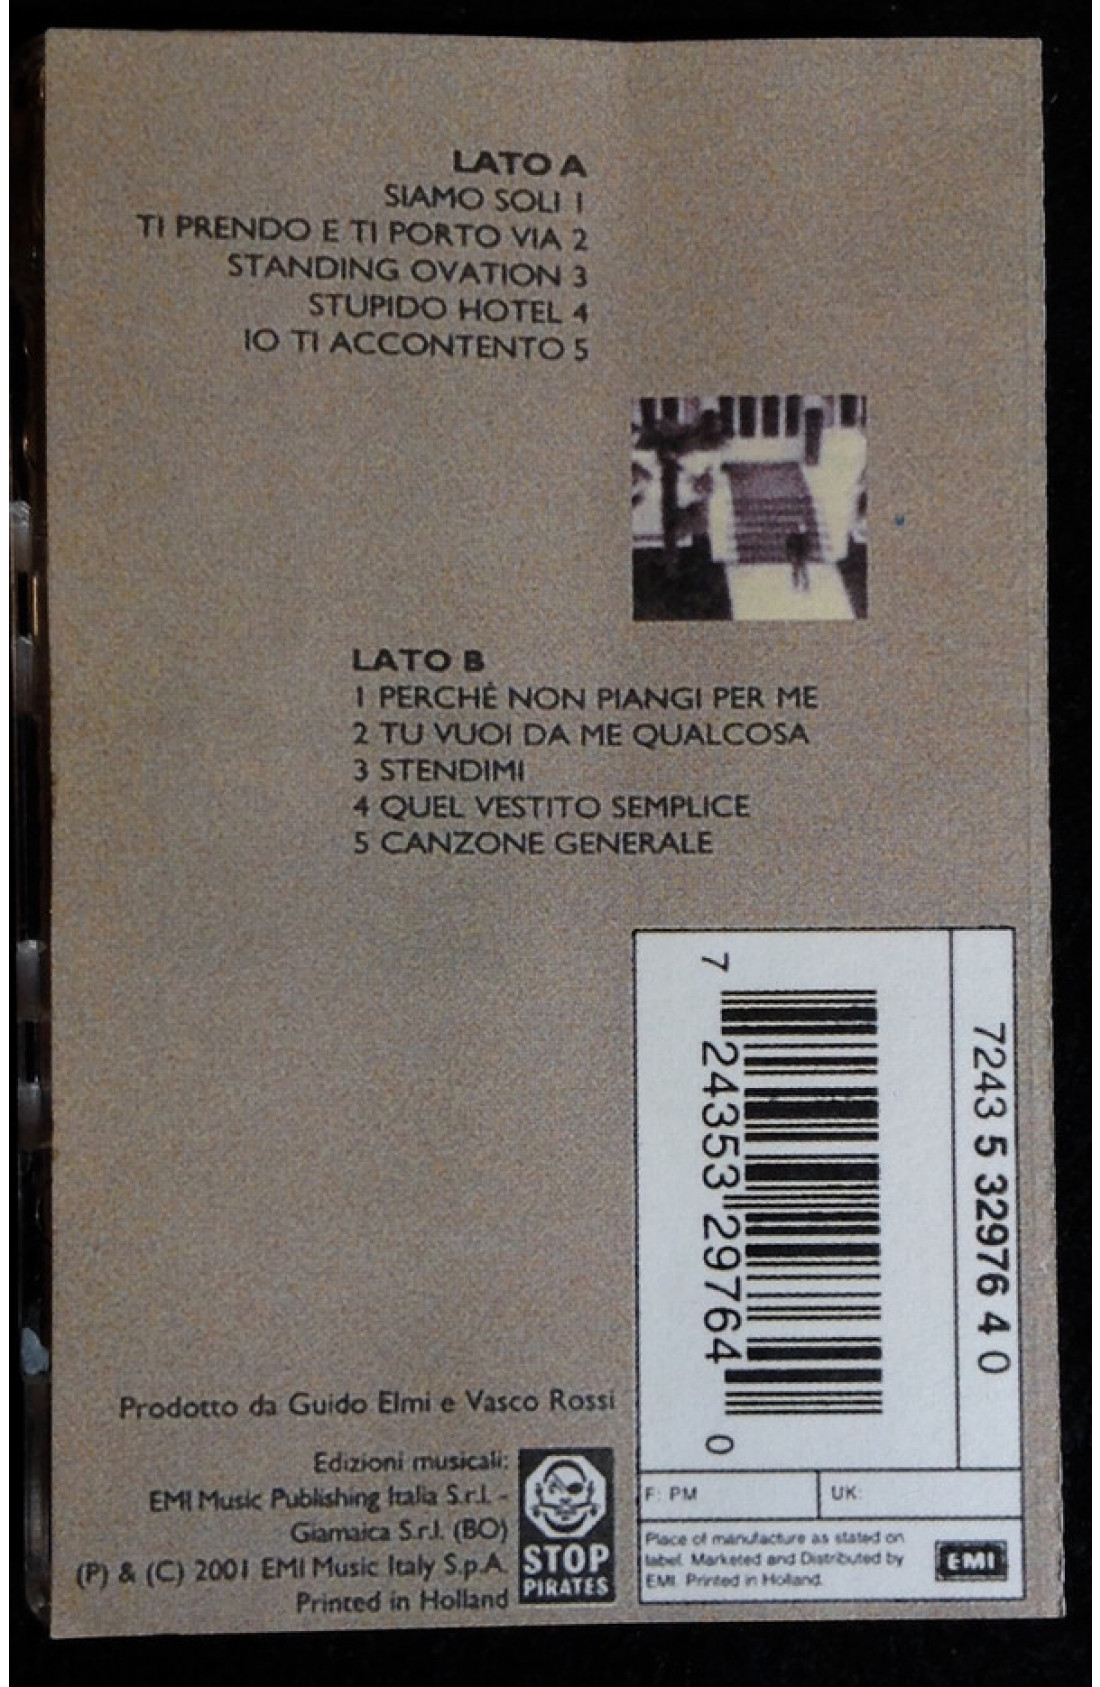 LATO A
SIAMO SOLI 1
TI PRENDO E TI PORTO VIA 2
STANDING OVATION 3
STUPIDO HOTEL 4
IO TI ACCONTENTO 5
LATO B
1 PERCHÈ NON PIANGI PER ME
2 TU VUOI DA ME QUALCOSA
3 STENDIMI
4 QUEL VESTITO SEMPLICE
5 CANZONE GENERALE
7 24353 29764 0
7243 5 32976 4 0
Prodotto da Guido Elmi e Vasco Rossi
Edizioni musicali:
EMI Music Publishing Italia S.r.l. -
Giamaica S.r.l. (BO)
(P) & (C) 2001 EMI Music Italy S.p.A.
Printed in Holland
STOP
PIRATES
F: PM
UK:
Place of manufacture as stated on
label. Marketed and Distributed by
EMI. Printed in Holland.
EMI